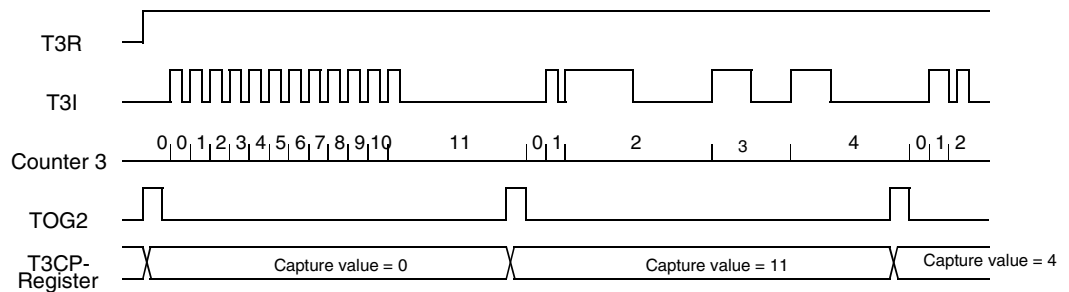 T3R
T3I
Counter 3 0 0 1 2 3 4 5 6 7 8 9 10 11 0 1 2 3 4 0 1 2
TOG2
T3CP-
Register
Capture value = 0 Capture value = 11 Capture value = 4